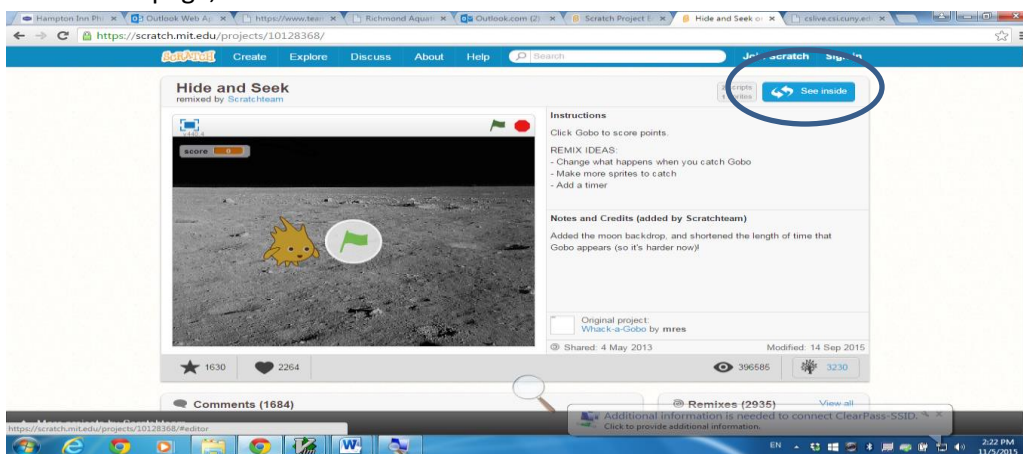 Hampton Inn Phi
Outlook Web Ap
https://www.tear
Richmond Aquati
Outlook.com (2)
Scratch Project E
Hide and Seek or
cslive.csi.cuny.ed
https://scratch.mit.edu/projects/10128368/
SCRATCH Create Explore Discuss About Help Search Scratch
Hide and Seek
remixed by Scratchteam
scripts
See inside
score 0
Instructions
Click Gobo to score points.
REMIX IDEAS:
- Change what happens when you catch Gobo
- Make more sprites to catch
- Add a timer
Notes and Credits (added by Scratchteam)
Added the moon backdrop, and shortened the length of time that
Gobo appears (so it's harder now)!
Original project:
Whack-a-Gobo by mres
Shared: 4 May 2013 Modified: 14 Sep 2015
1630 2264 396585 3230
Comments (1684) Remixes (2935) View all
Additional information is needed to connect ClearPass-SSID.
Click to provide additional information.
https://scratch.mit.edu/projects/10128368/#editor
EN 2:22 PM
11/5/2015